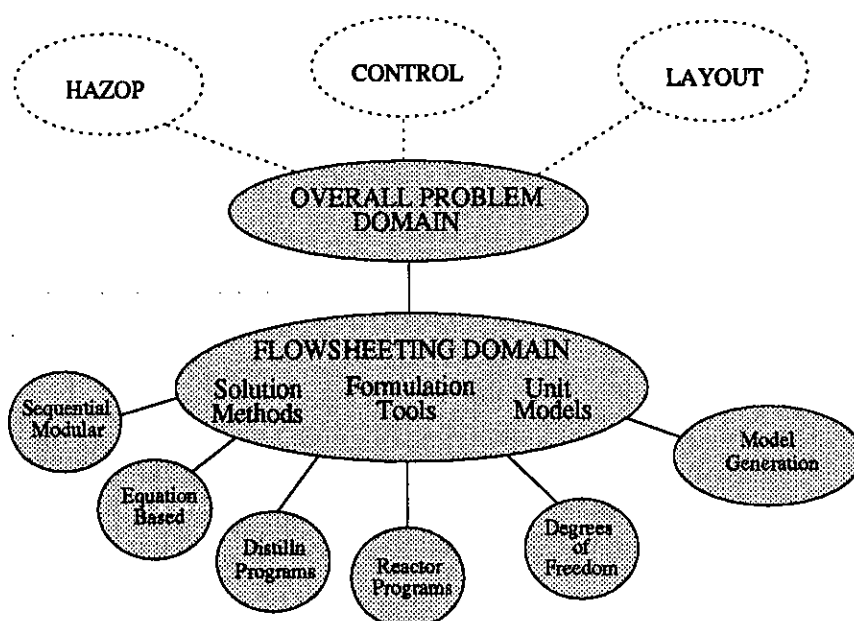 HAZOP
CONTROL
LAYOUT
OVERALL PROBLEM
DOMAIN
FLOWSHEETING DOMAIN
Solution
Methods
Formulation
Tools
Unit
Models
Sequential
Modular
Equation
Based
Distilln
Programs
Reactor
Programs
Degrees
of
Freedom
Model
Generation